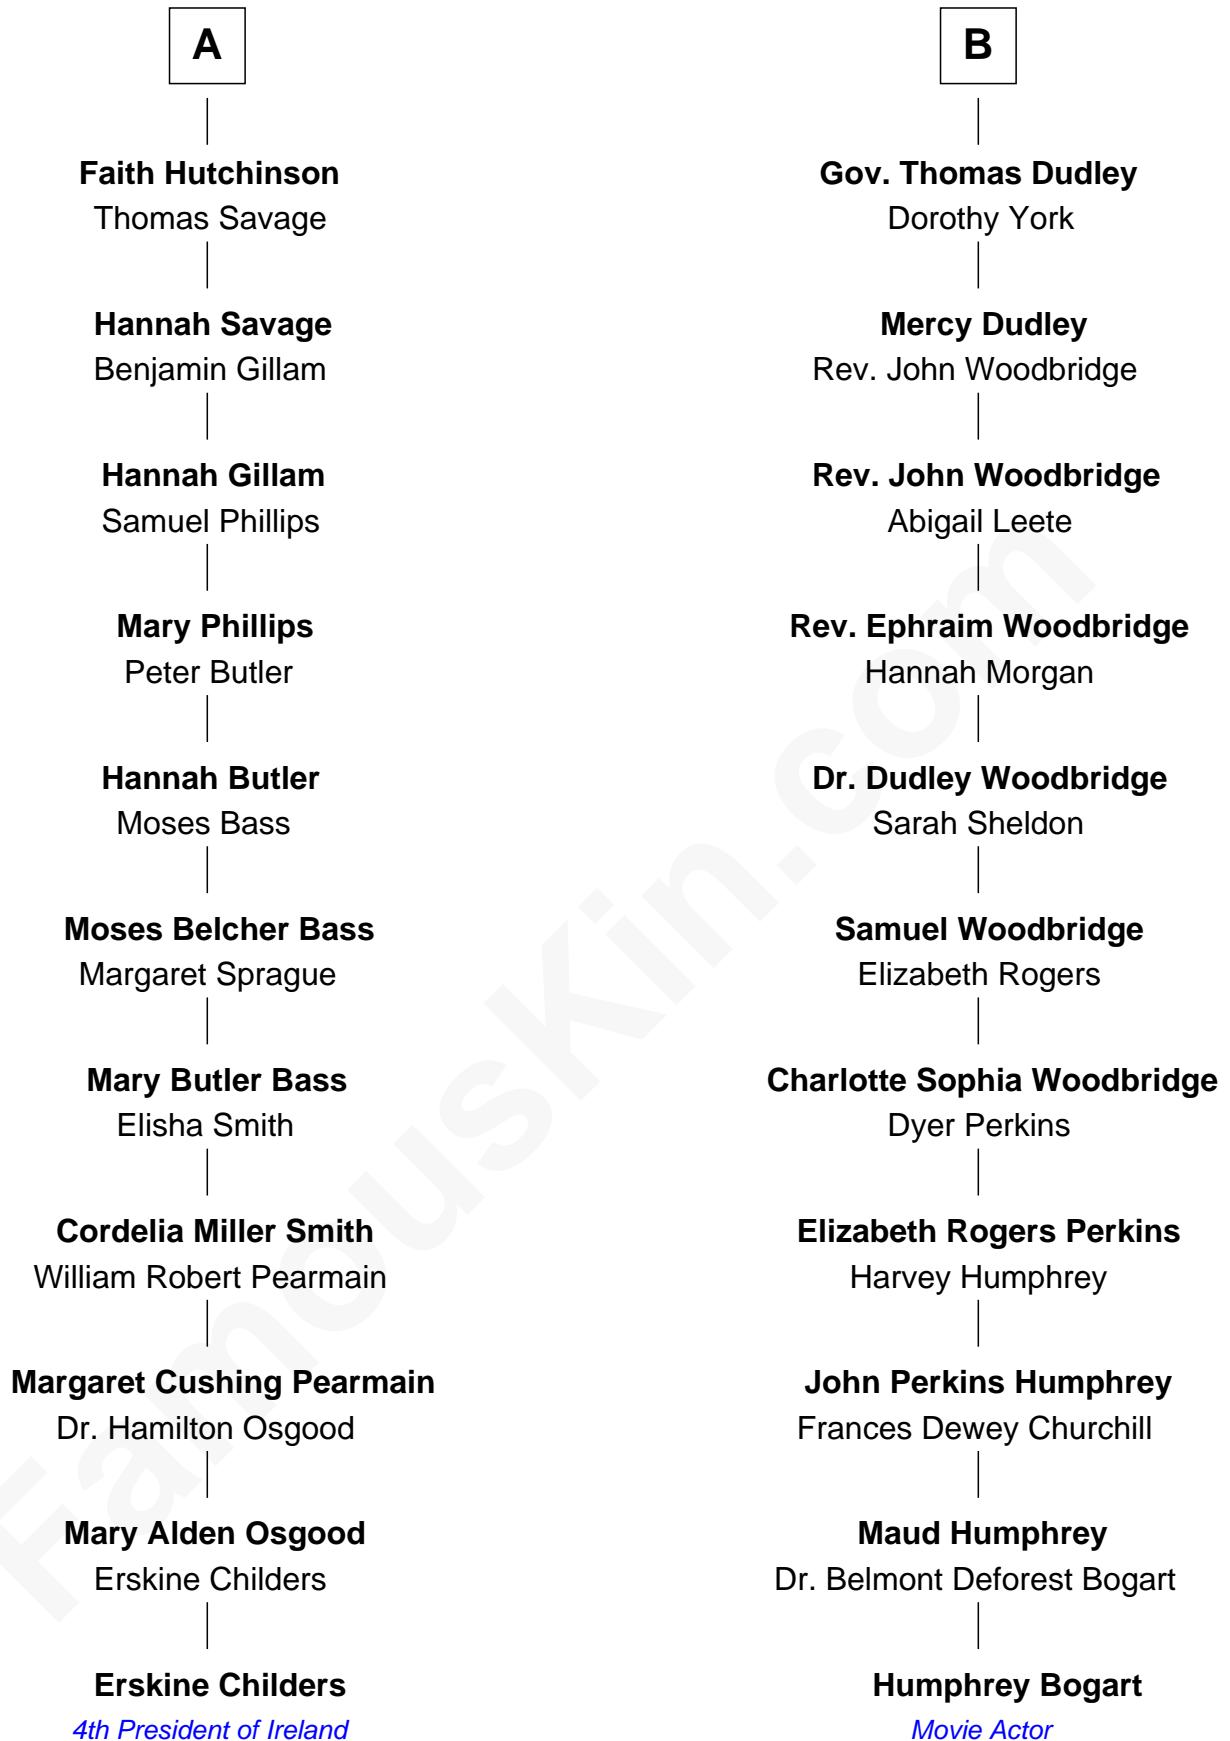 A
Faith Hutchinson
Thomas Savage
Hannah Savage
Benjamin Gillam
Hannah Gillam
Samuel Phillips
Mary Phillips
Peter Butler
Hannah Butler
Moses Bass
Moses Belcher Bass
Margaret Sprague
Mary Butler Bass
Elisha Smith
Cordelia Miller Smith
William Robert Pearmain
Margaret Cushing Pearmain
Dr. Hamilton Osgood
Mary Alden Osgood
Erskine Childers
Erskine Childers
4th President of Ireland
B
Gov. Thomas Dudley
Dorothy York
Mercy Dudley
Rev. John Woodbridge
Rev. John Woodbridge
Abigail Leete
Rev. Ephraim Woodbridge
Hannah Morgan
Dr. Dudley Woodbridge
Sarah Sheldon
Samuel Woodbridge
Elizabeth Rogers
Charlotte Sophia Woodbridge
Dyer Perkins
Elizabeth Rogers Perkins
Harvey Humphrey
John Perkins Humphrey
Frances Dewey Churchill
Maud Humphrey
Dr. Belmont Deforest Bogart
Humphrey Bogart
Movie Actor
FamousKin.com